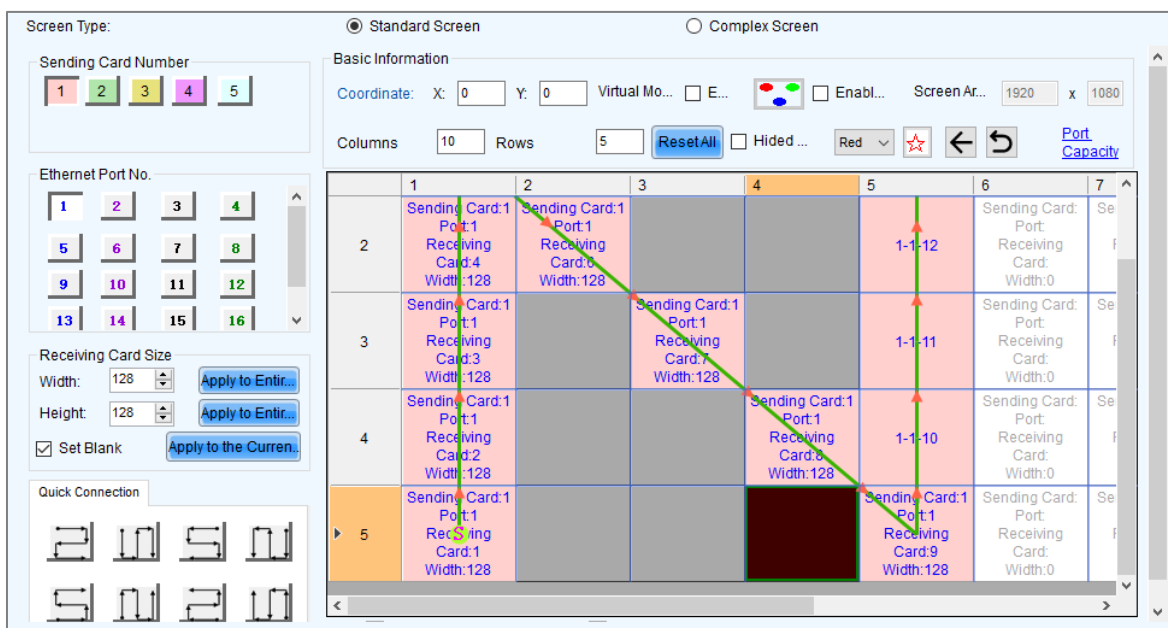 Screen Type:
Standard Screen
Complex Screen
Sending Card Number
1 2 3 4 5
Basic Information
Coordinate: X: 0 Y: 0 Virtual Mo... E... Enabl... Screen Ar... 1920 x 1080
Columns 10 Rows 5 Reset All Hided ... Red Port
Capacity
Ethernet Port No.
1 2 3 4
5 6 7 8
9 10 11 12
13 14 15 16
Receiving Card Size
Width: 128 Apply to Entir...
Height: 128 Apply to Entir...
Set Blank Apply to the Curren...
Quick Connection
1 2 3 4 5 6 7
2
Sending Card:1
Port:1
Receiving
Card:4
Width:128
Sending Card:1
Port:1
Receiving
Card:6
Width:128
1-1-12
Sending Card:
Port:
Receiving
Card:
Width:0
Se
3
Sending Card:1
Port:1
Receiving
Card:3
Width:128
Sending Card:1
Port:1
Receiving
Card:7
Width:128
1-1-11
Sending Card:
Port:
Receiving
Card:
Width:0
Se
4
Sending Card:1
Port:1
Receiving
Card:2
Width:128
Sending Card:1
Port:1
Receiving
Card:8
Width:128
1-1-10
Sending Card:
Port:
Receiving
Card:
Width:0
Se
5
Sending Card:1
Port:1
Receiving
S
Card:1
Width:128
Sending Card:1
Port:1
Receiving
Card:9
Width:128
Sending Card:
Port:
Receiving
Card:
Width:0
Se